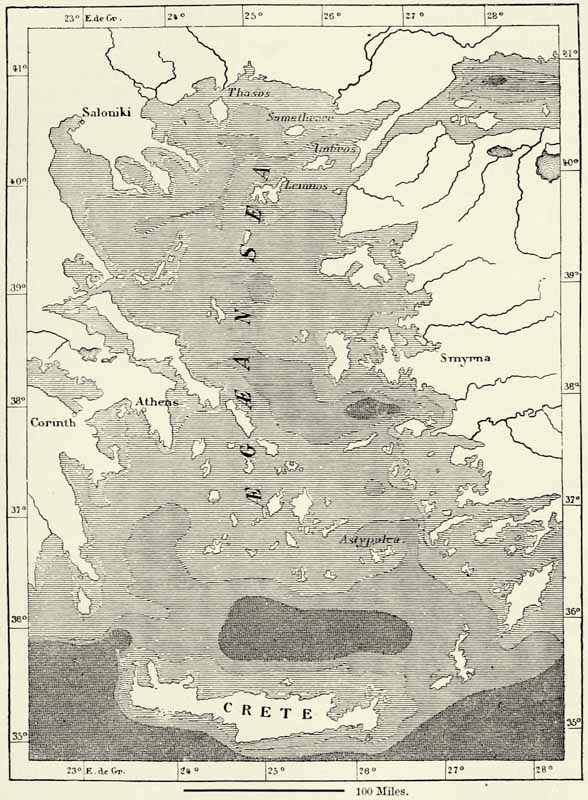 23° E. de Gr. 24° 25° 26° 27° 28°
41° 41°
Thasos
Saloniki
Samothrace
Imbros
40° 40°
Lemnos
ÆGEAN SEA
39° 39°
Smyrna
38° 38°
Athens
Corinth
37° 37°
Astypalea.
36° 36°
CRETE
35° 35°
23° E. de Gr. 24° 25° 26° 27° 28°
100 Miles.